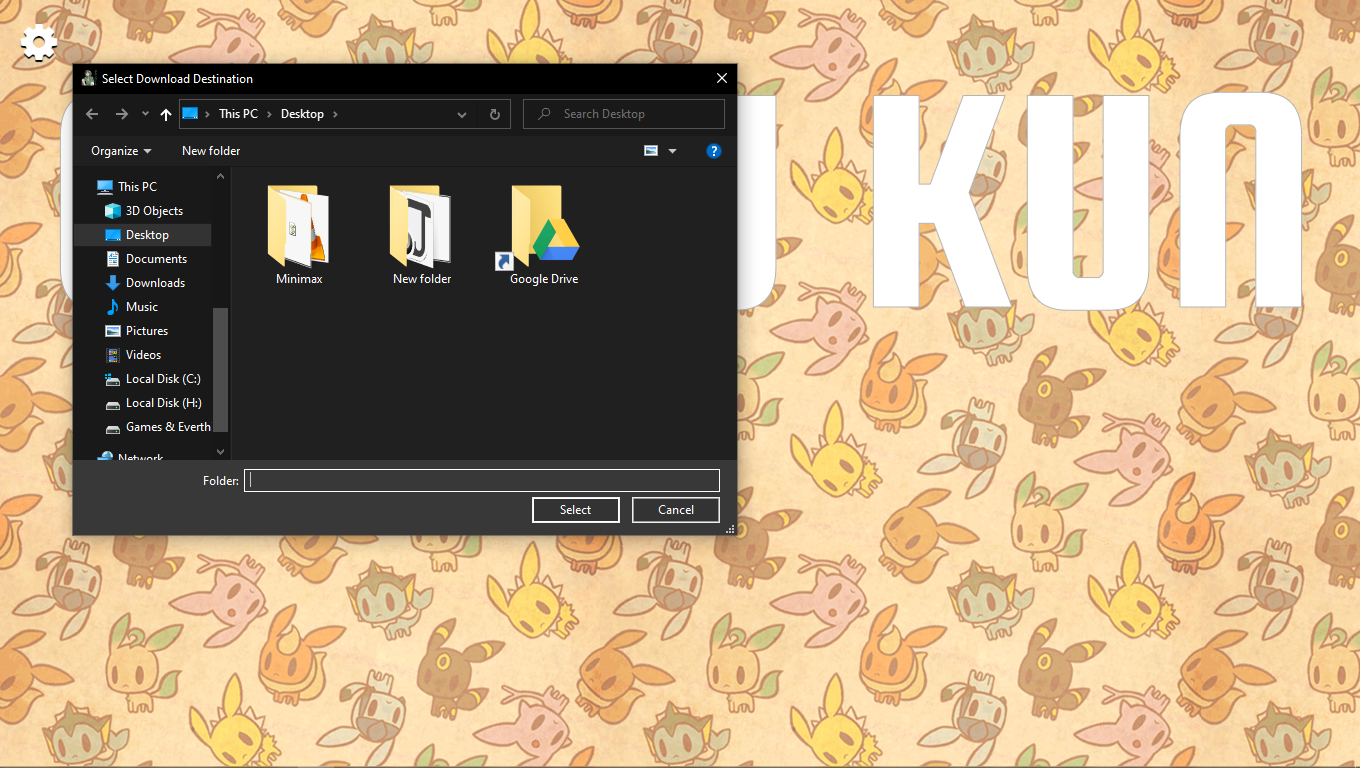 Select Download Destination
This PC
Desktop
Search Desktop
Organize
New folder
This PC
3D Objects
Desktop
Documents
Downloads
Music
Pictures
Videos
Local Disk (C:)
Local Disk (H:)
Games & Everth
Network
Minimax
New folder
Google Drive
Folder:
Select
Cancel
KUN